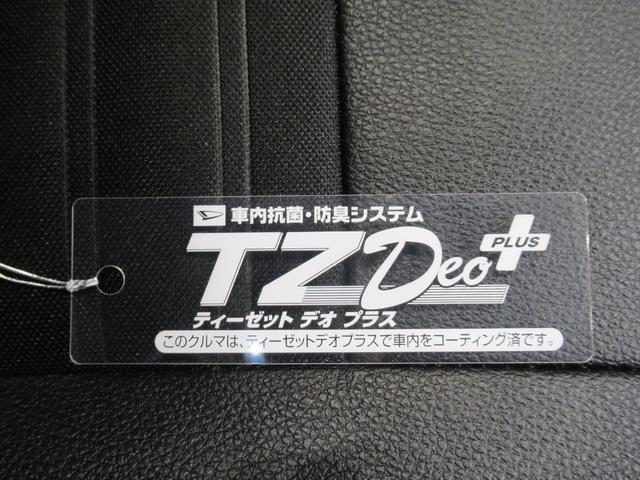 車内抗菌・防臭システム
TZ Deo PLUS
ティーゼット デオ プラス
このクルマは、ティーゼットデオプラスで車内をコーティング済です。